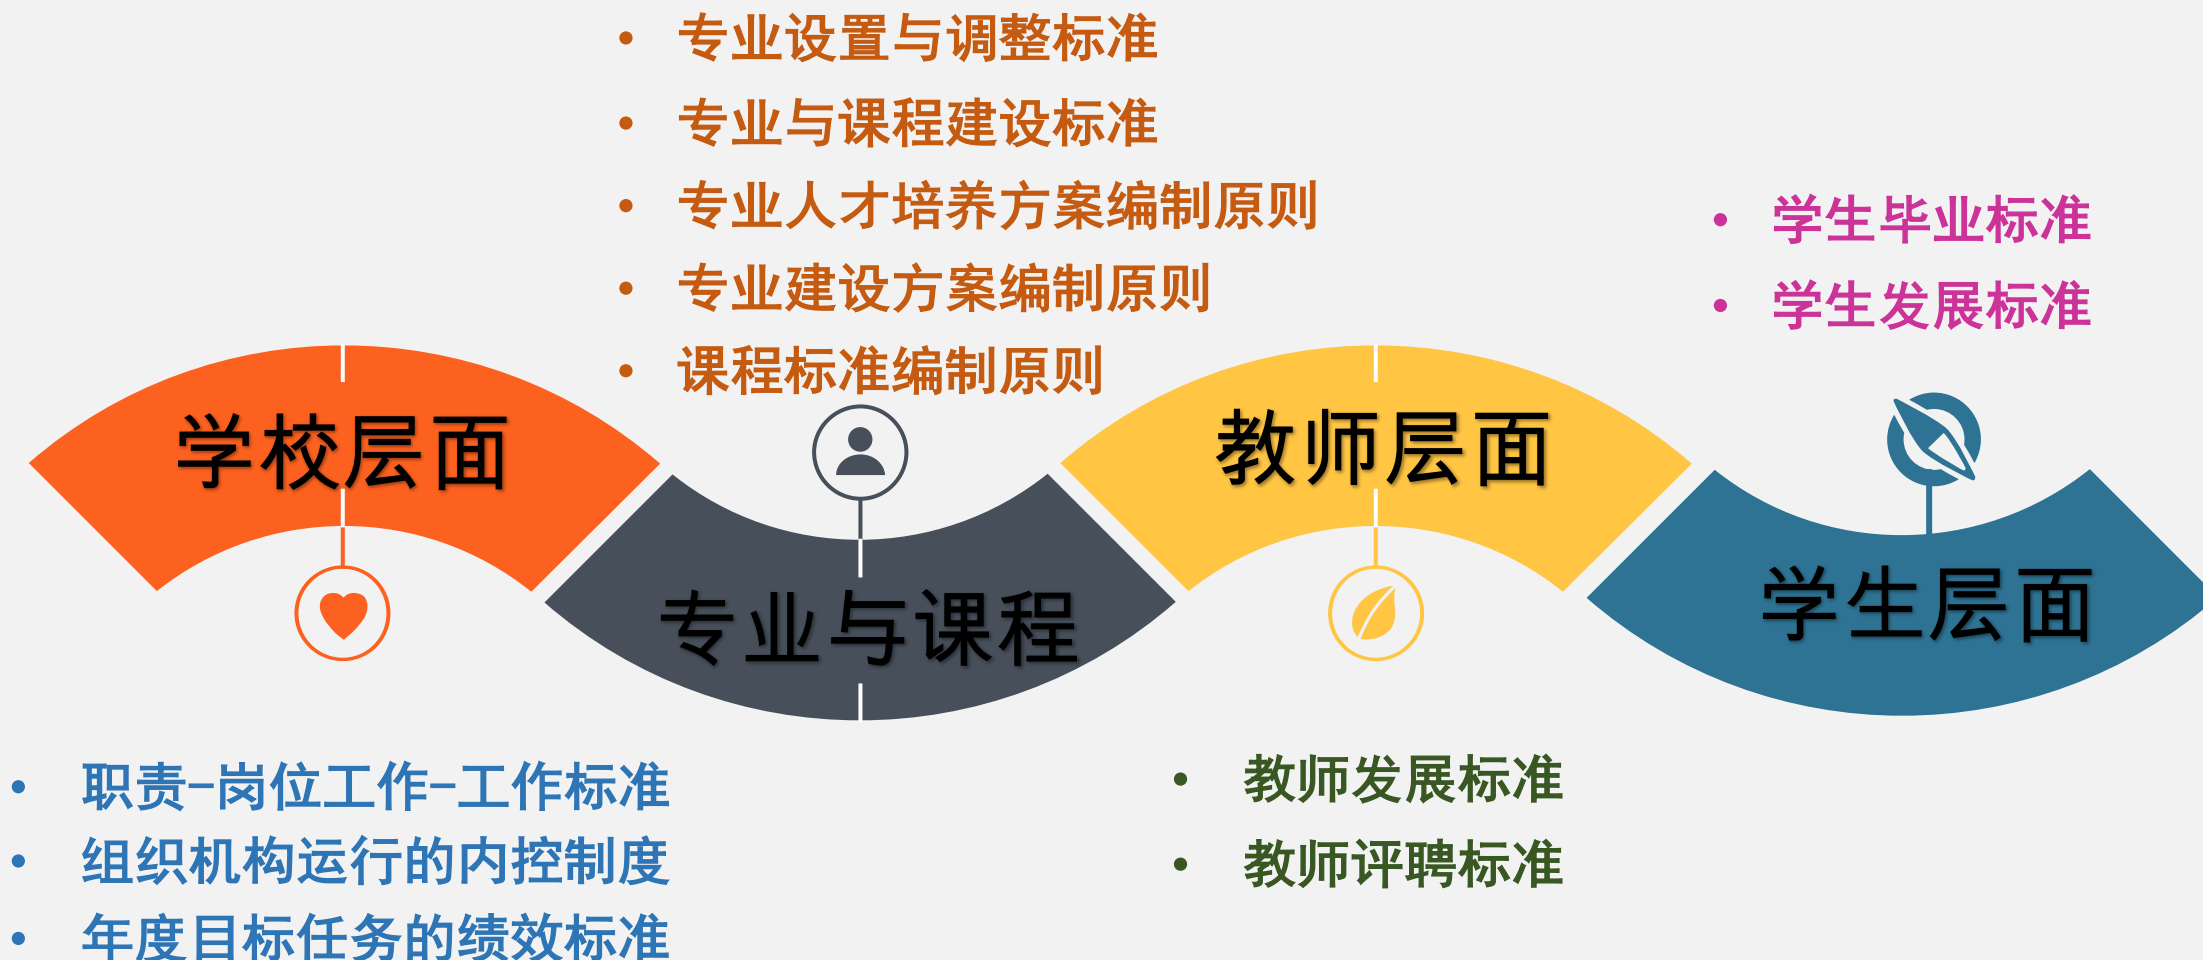 • 专业设置与调整标准
• 专业与课程建设标准
• 专业人才培养方案编制原则
• 专业建设方案编制原则
• 课程标准编制原则
• 学生毕业标准
• 学生发展标准
学校层面
专业与课程
教师层面
学生层面
• 职责–岗位工作–工作标准
• 组织机构运行的内控制度
• 年度目标任务的绩效标准
• 教师发展标准
• 教师评聘标准